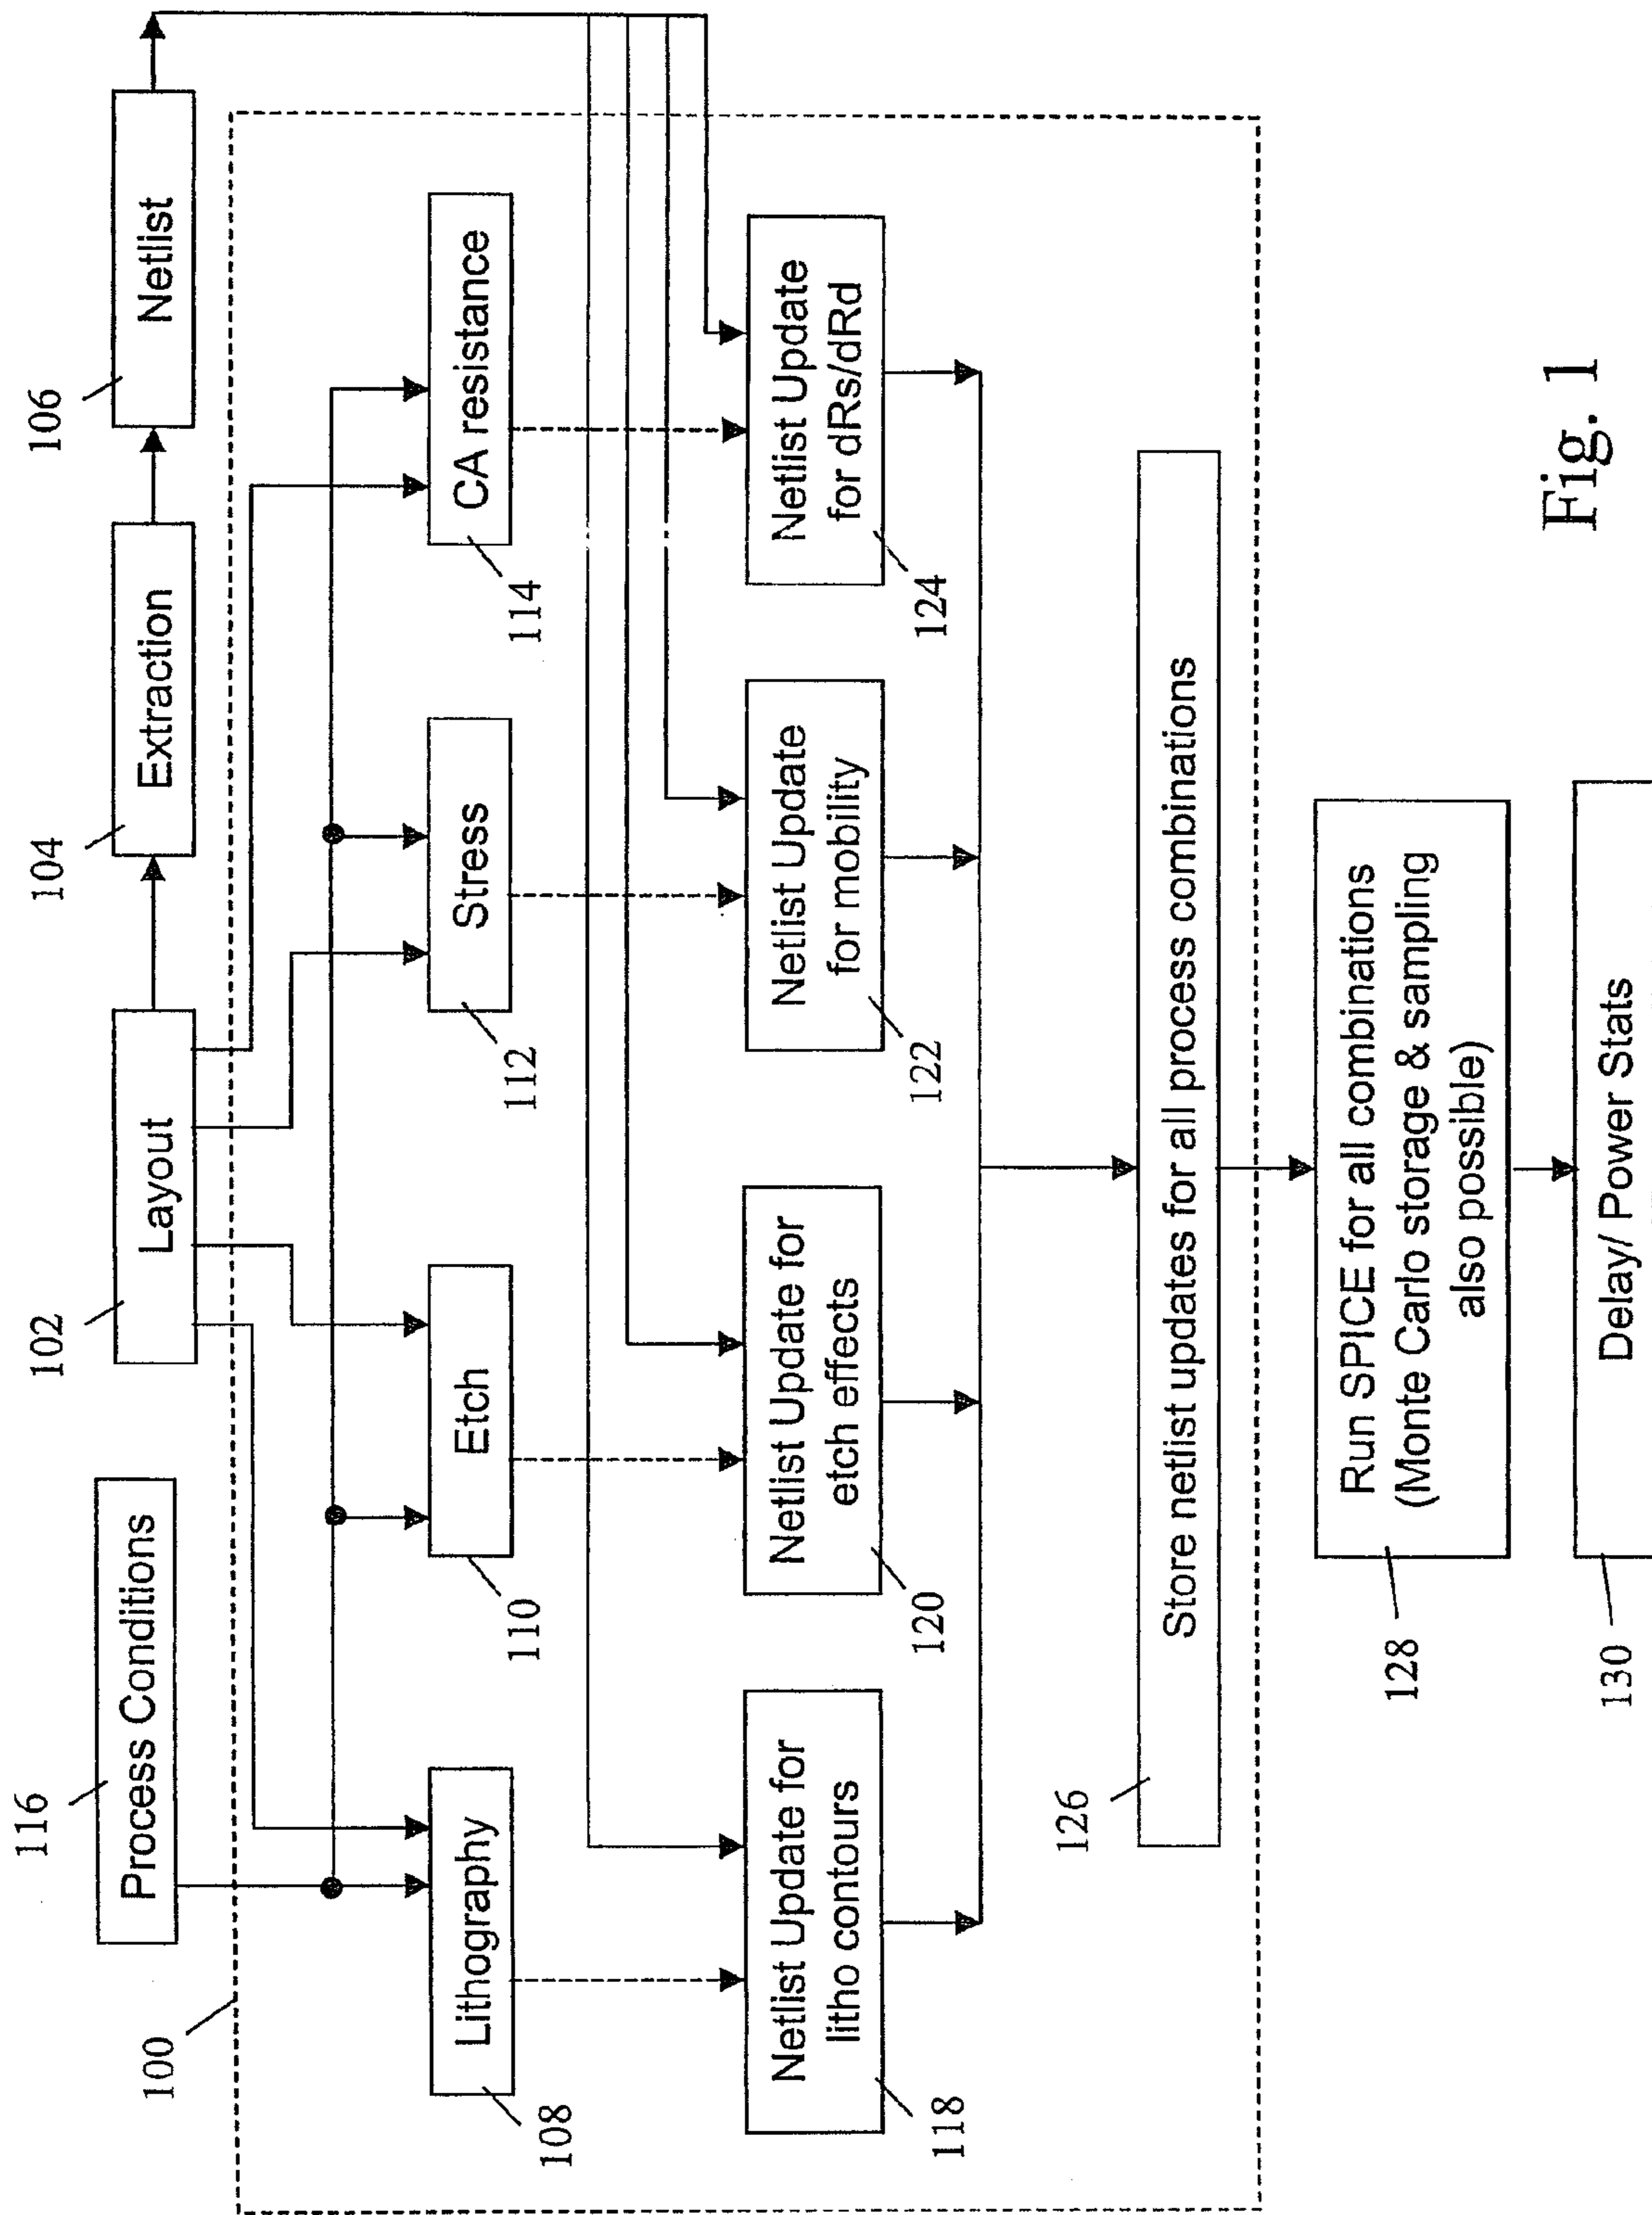 116
Process Conditions
102
Layout
104
Extraction
106
Netlist
100
108
Lithography
110
Etch
112
Stress
114
CA resistance
118
Netlist Update for
litho contours
120
Netlist Update for
etch effects
122
Netlist Update
for mobility
124
Netlist Update
for dRs/dRd
126
Store netlist updates for all process combinations
128
Run SPICE for all combinations
(Monte Carlo storage & sampling
also possible)
130
Delay/ Power Stats
Fig. 1